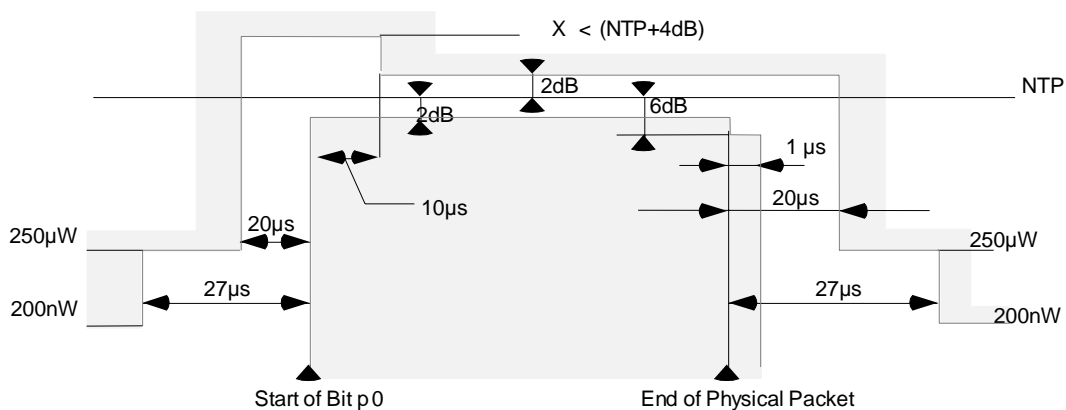 X < (NTP+4dB)
NTP
2dB
2dB
6dB
1 µs
10µs
20µs
20µs
250µW
250µW
27µs
27µs
200nW
200nW
Start of Bit p0
End of Physical Packet